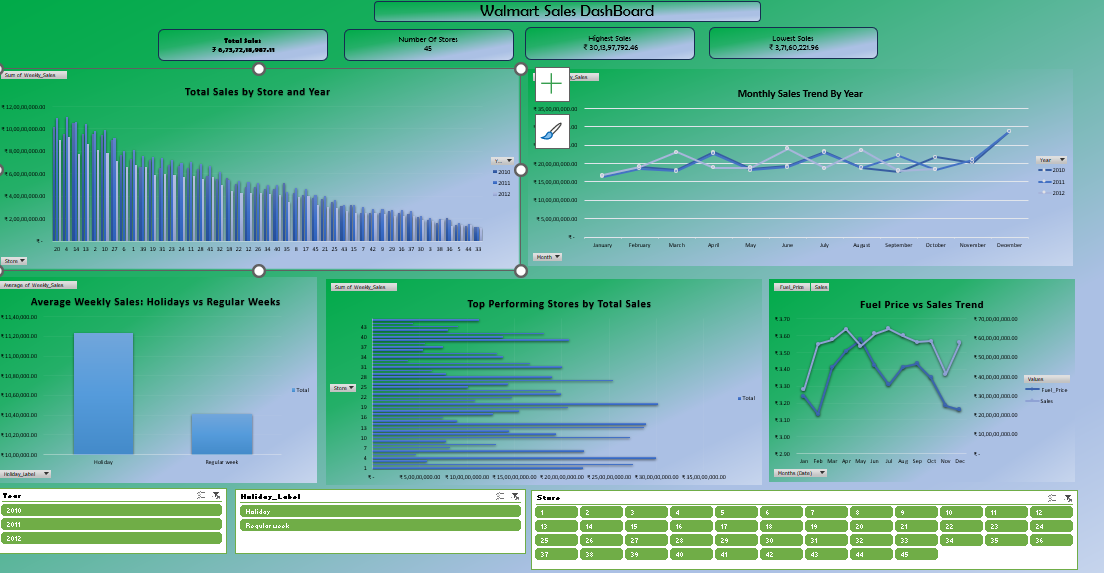 Walmart Sales DashBoard
Total Sales
₹ 6,73,72,18,987.11
Number Of Stores
45
Highest Sales
₹ 30,13,97,792.46
Lowest Sales
₹ 3,71,60,221.96
Sum of Weekly_Sales
Total Sales by Store and Year
₹ 12,00,00,000.00
₹ 10,00,00,000.00
₹ 8,00,00,000.00
₹ 6,00,00,000.00
₹ 4,00,00,000.00
₹ 2,00,00,000.00
₹ -
20 4 14 13 2 10 27 6 1 39 19 31 23 24 11 28 41 32 18 22 12 26 34 40 35 8 17 45 21 25 43 15 7 42 9 29 16 37 30 3 38 36 5 44 33
Y...
2010
2011
2012
Store
_Sales
Monthly Sales Trend By Year
₹ 35,00,00,000.00
₹ 20,00,00,000.00
₹ 15,00,00,000.00
₹ 10,00,00,000.00
₹ 5,00,00,000.00
₹ -
January February March April May June July August September October November December
Year
2010
2011
2012
Month
Average of Weekly_Sales
Average Weekly Sales: Holidays vs Regular Weeks
₹ 11,40,000.00
₹ 11,20,000.00
₹ 11,00,000.00
₹ 10,80,000.00
₹ 10,60,000.00
₹ 10,40,000.00
₹ 10,20,000.00
₹ 10,00,000.00
Holiday Regular week
Total
Holiday_Label
Sum of Weekly_Sales
Top Performing Stores by Total Sales
43
40
37
34
31
28
25
22
19
16
13
10
7
4
1
Store
₹ - ₹ 5,00,00,000.00 ₹ 10,00,00,000.00 ₹ 15,00,00,000.00 ₹ 20,00,00,000.00 ₹ 25,00,00,000.00 ₹ 30,00,00,000.00 ₹ 35,00,00,000.00
Total
Fuel_Price Sales
Fuel Price vs Sales Trend
₹ 3.70
₹ 3.60
₹ 3.50
₹ 3.40
₹ 3.30
₹ 3.20
₹ 3.10
₹ 3.00
₹ 2.90
₹ 70,00,00,000.00
₹ 60,00,00,000.00
₹ 50,00,00,000.00
₹ 40,00,00,000.00
₹ 30,00,00,000.00
₹ 20,00,00,000.00
₹ 10,00,00,000.00
₹ -
Jan Feb Mar Apr May Jun Jul Aug Sep Oct Nov Dec
Values
Fuel_Price
Sales
Months (Date)
Year
2010
2011
2012
Holiday_Label
Holiday
Regular week
Store
1 2 3 4 5 6 7 8 9 10 11 12
13 14 15 16 17 18 19 20 21 22 23 24
25 26 27 28 29 30 31 32 33 34 35 36
37 38 39 40 41 42 43 44 45